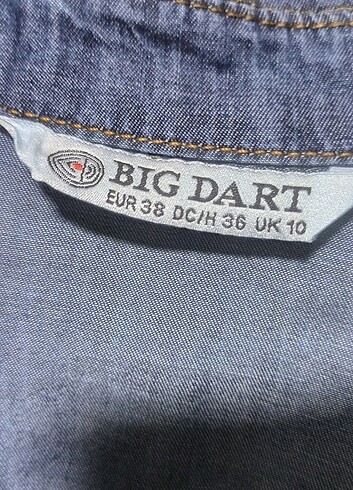 BIG DART
EUR 38 DC/H 36 UK 10